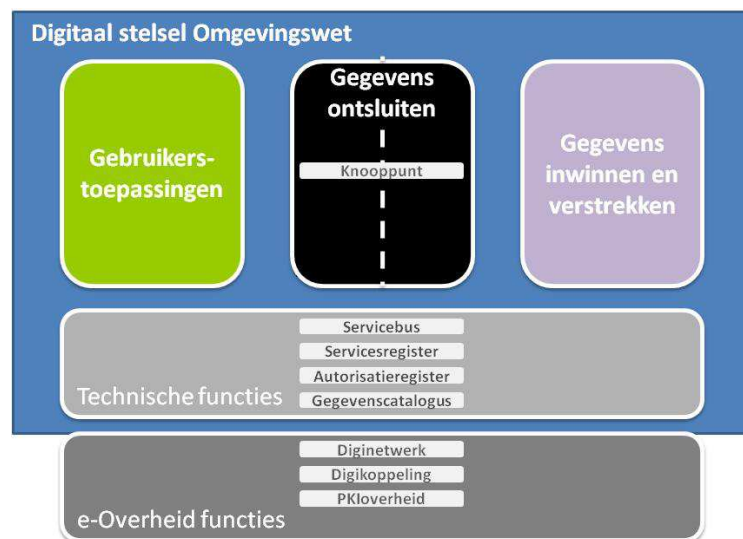 Digitaal stelsel Omgevingswet
Gebruikers-
toepassingen
Gegevens
ontsluiten
Knooppunt
Gegevens
inwinnen en
verstrekken
Servicebus
Servicesregister
Autorisatieregister
Gegevenscatalogus
Technische functies
Diginetwerk
Digikoppeling
PKIoverheid
e-Overheid functies